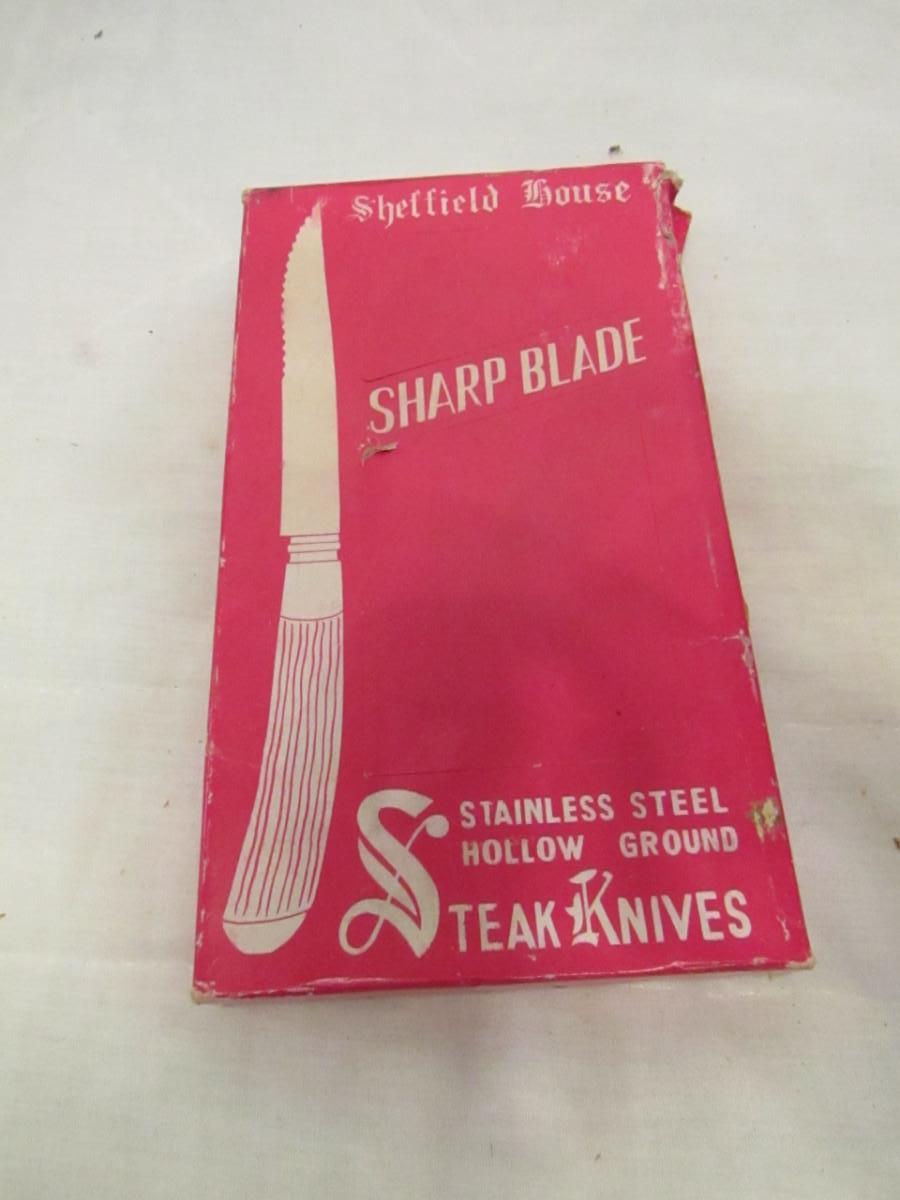 Sheffield House
SHARP BLADE
STAINLESS STEEL
HOLLOW GROUND
STEAK KNIVES